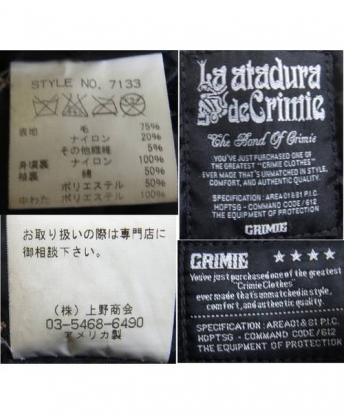 STYLE NO. 7133
表地 毛 75%
ナイロン 20%
その他繊維 5%
身頃裏 ナイロン 100%
袖裏 綿 50%
ポリエステル 50%
中わた ポリエステル 100%
お取り扱いの際は専門店に
御相談下さい。
(株)上野商会
03-5468-6490
アメリカ製
La atadura
de Crimie
The Band Of Crimie
YOU'VE JUST PURCHASED ONE OF
THE GREATEST "CRIMIE CLOTHES"
EVER MADE THAT'S UNMATCHED IN STYLE,
COMFORT, AND AUTHENTIC QUALITY.
SPECIFICATION: AREA01&81 P.I.C.
HDPTSG - COMMAND CODE/612
THE EQUIPMENT OF PROTECTION
CRIMIE
CRIMIE ★★★★
You've just purchased one of the greatest
"Crimie Clothes"
ever made that's unmatched in style,
comfort, and authentic quality.
SPECIFICATION: AREA01 & 81 P.I.C.
HDPTSG - COMMAND CODE/612
THE EQUIPMENT OF PROTECTION